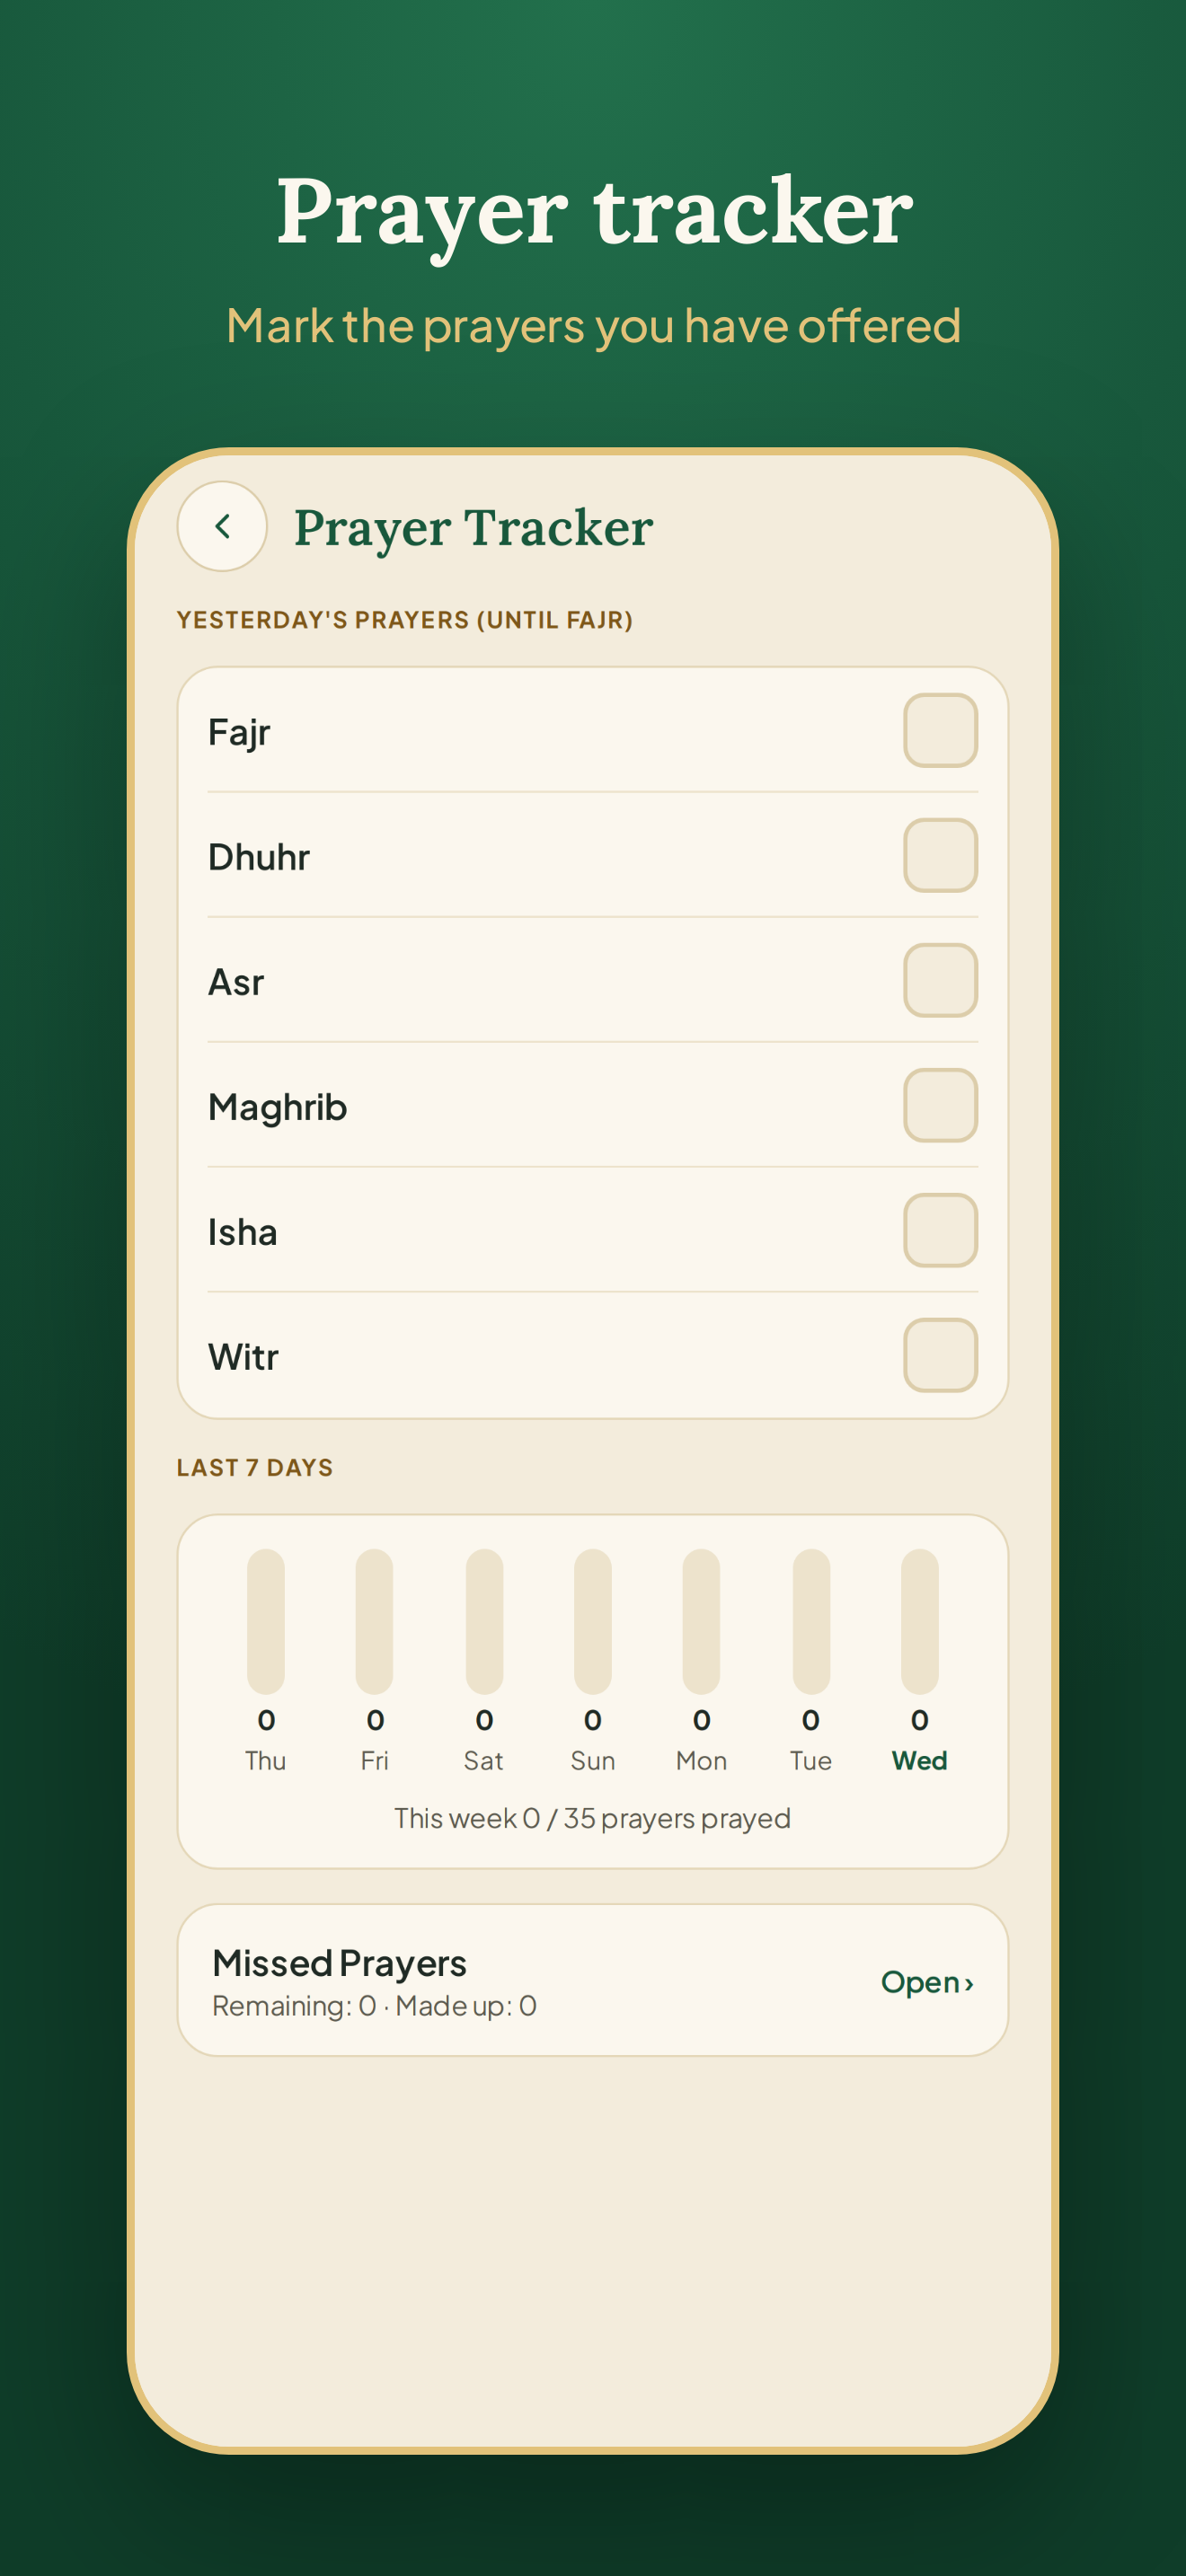 Prayer tracker
Mark the prayers you have offered
Prayer Tracker
YESTERDAY'S PRAYERS (UNTIL FAJR)
Fajr
Dhuhr
Asr
Maghrib
Isha
Witr
LAST 7 DAYS
0 0 0 0 0 0 0
Thu Fri Sat Sun Mon Tue Wed
This week 0 / 35 prayers prayed
Missed Prayers
Remaining: 0 · Made up: 0
Open ›